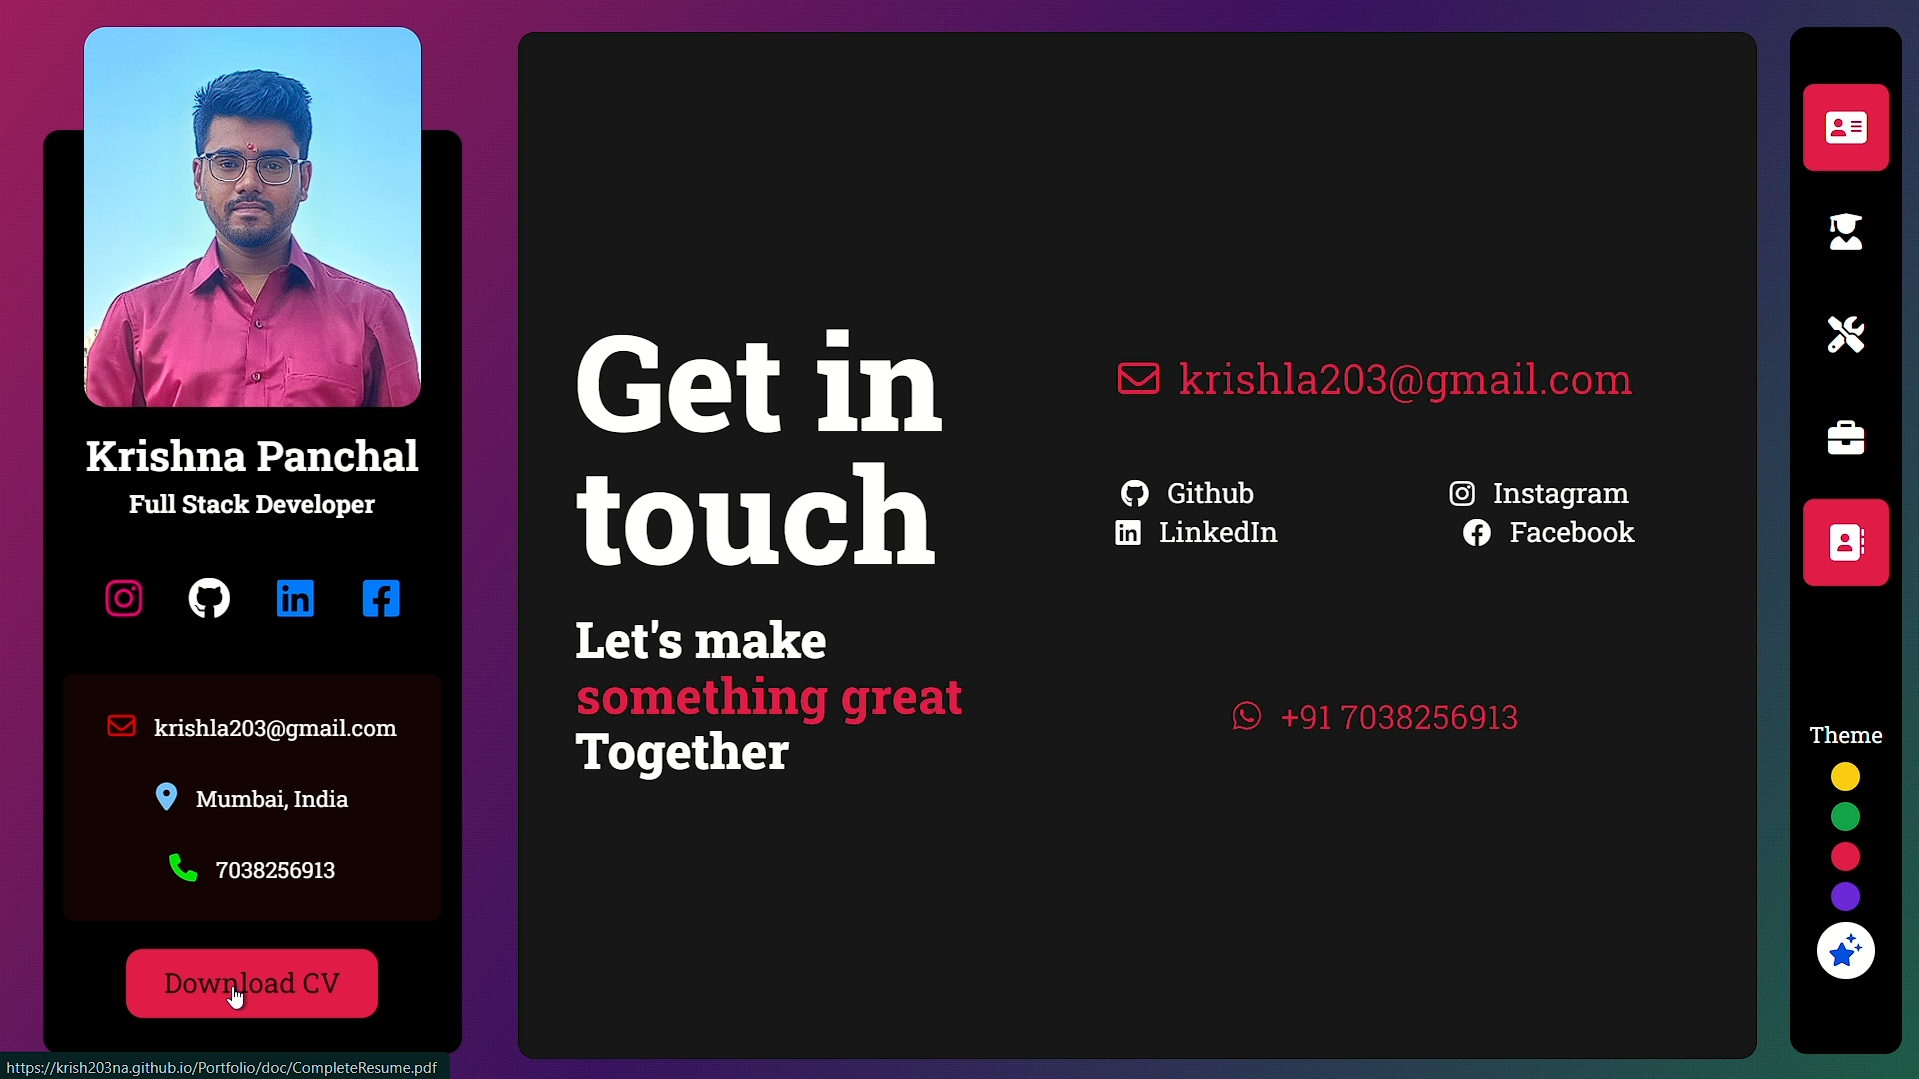 Krishna Panchal
Full Stack Developer
krishla203@gmail.com
Mumbai, India
7038256913
Download CV
Get in
touch
Let's make
something great
Together
krishla203@gmail.com
Github
Instagram
LinkedIn
Facebook
+91 7038256913
Theme
https://krish203na.github.io/Portfolio/doc/CompleteResume.pdf